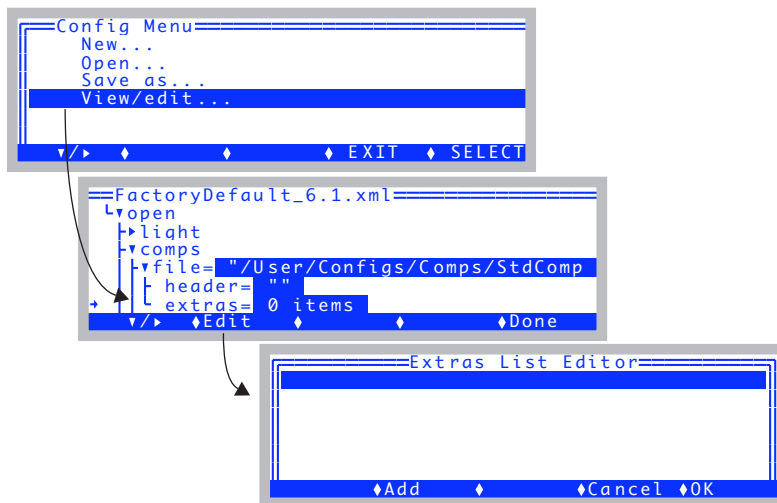 Config Menu
New...
Open...
Save as...
View/edit...
▼/▶ ♦ ♦ ♦ EXIT ♦ SELECT
FactoryDefault_6.1.xml
▼open
▶light
▼comps
▼file= "/User/Configs/Comps/StdComp
header= ""
→ extras= 0 items
▼/▶ ♦Edit ♦ ♦ ♦Done
Extras List Editor
♦Add ♦ ♦Cancel ♦OK